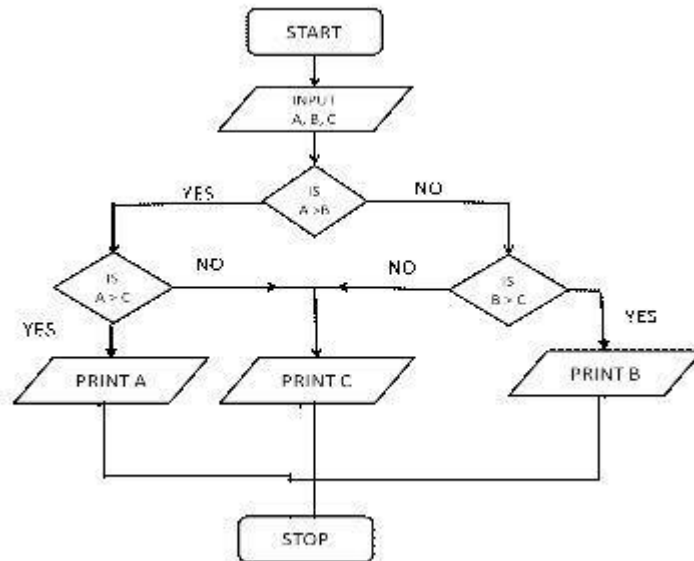 START
INPUT
A, B, C
IS
A >B
YES
NO
IS
A > C
NO
NO
IS
B > C
YES
YES
PRINT A
PRINT C
PRINT B
STOP